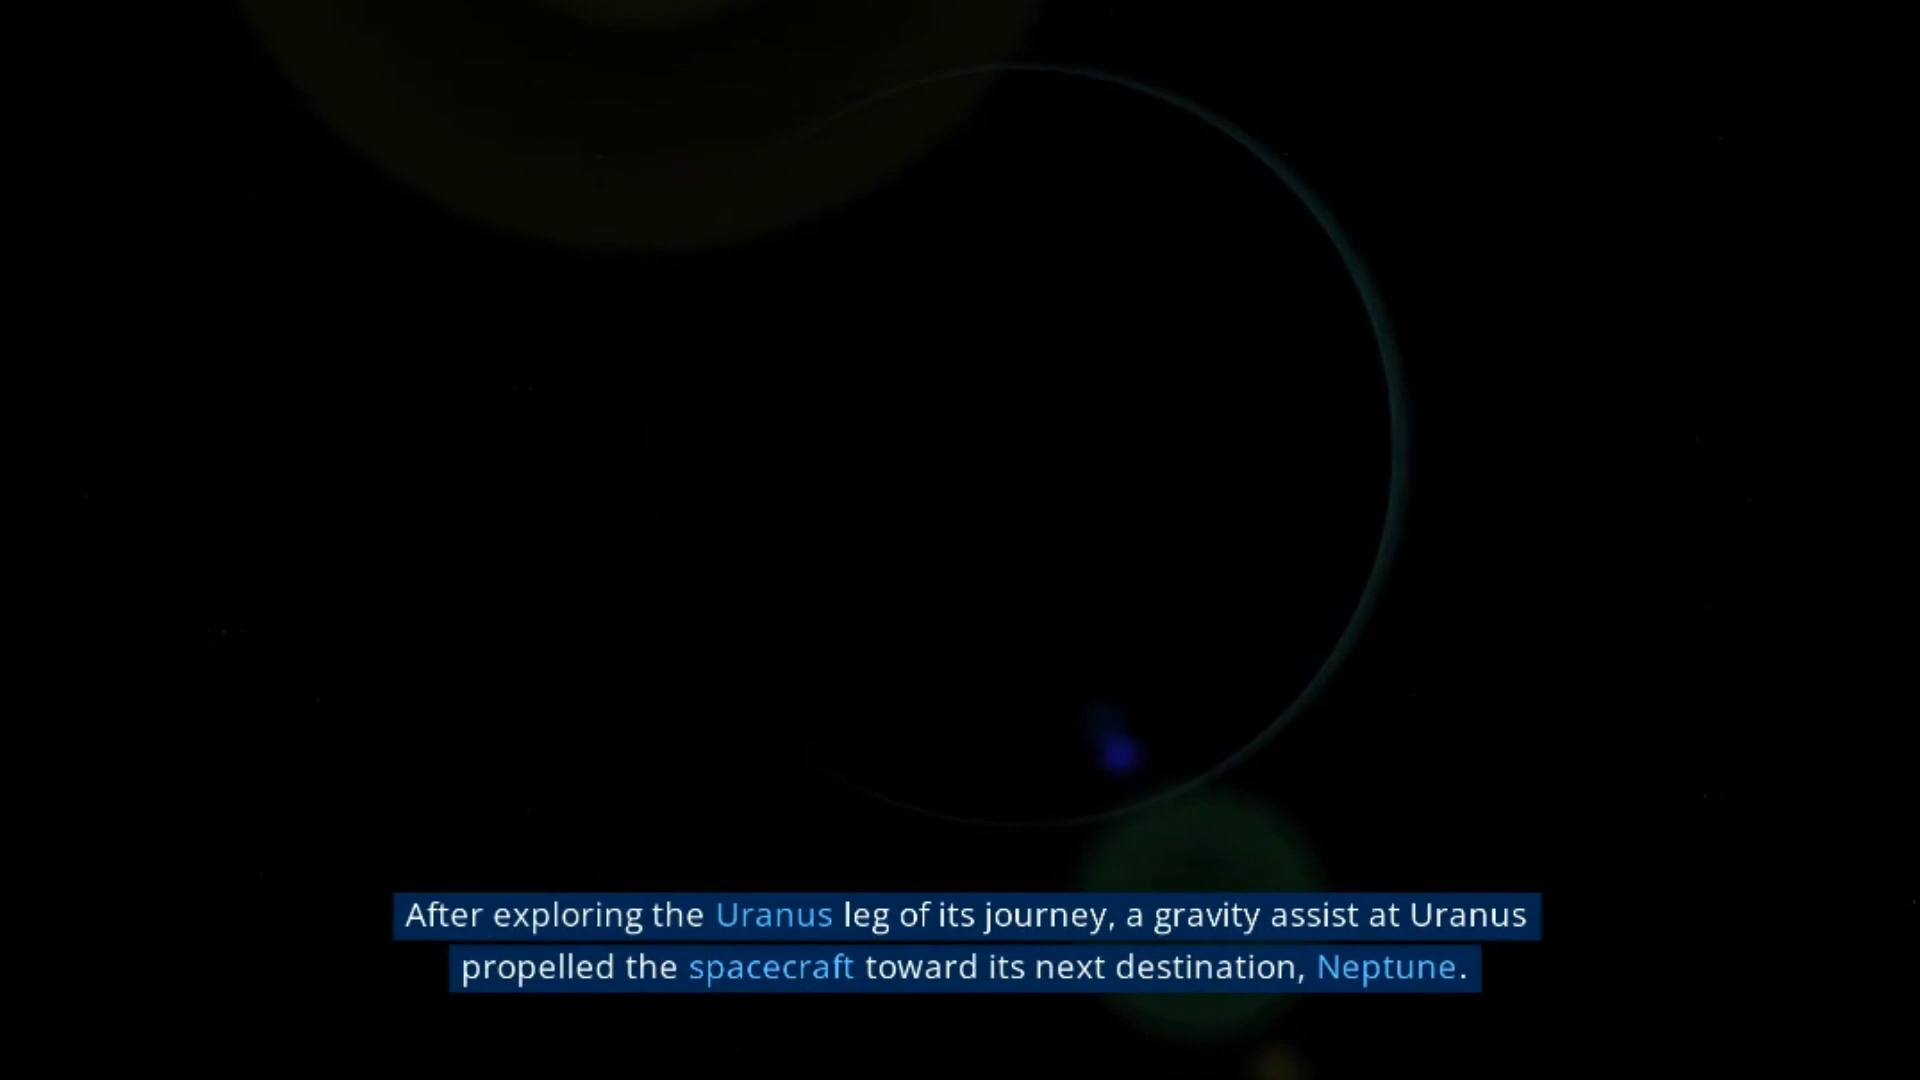 After exploring the Uranus leg of its journey, a gravity assist at Uranus
propelled the spacecraft toward its next destination, Neptune.